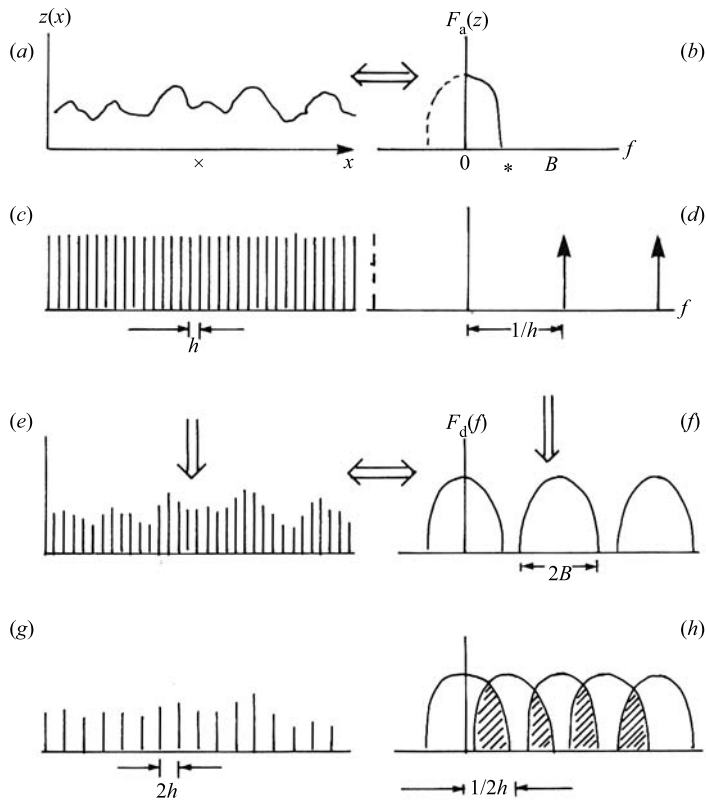 z(x)
F_a(z)
(a)
(b)
x
×
0
*
B
f
(c)
(d)
h
1/h
f
(e)
F_d(f)
(f)
2B
(g)
(h)
2h
1/2h